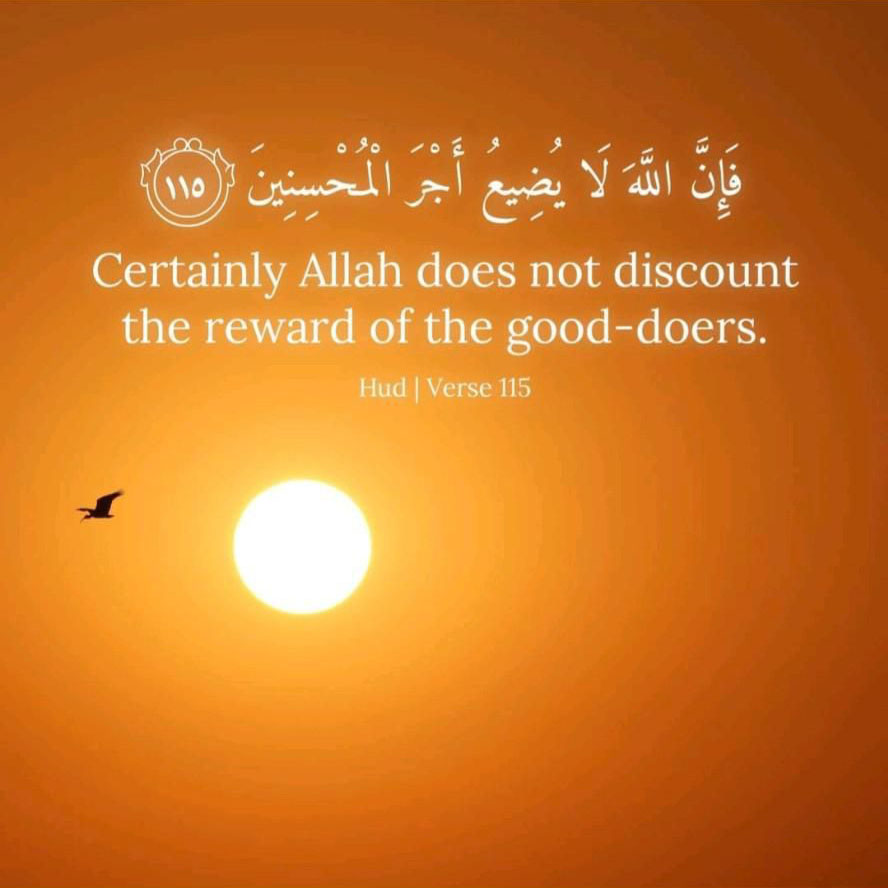 فَإِنَّ اللَّهَ لَا يُضِيعُ أَجْرَ الْمُحْسِنِينَ ١١٥
Certainly Allah does not discount
the reward of the good-doers.
Hud | Verse 115